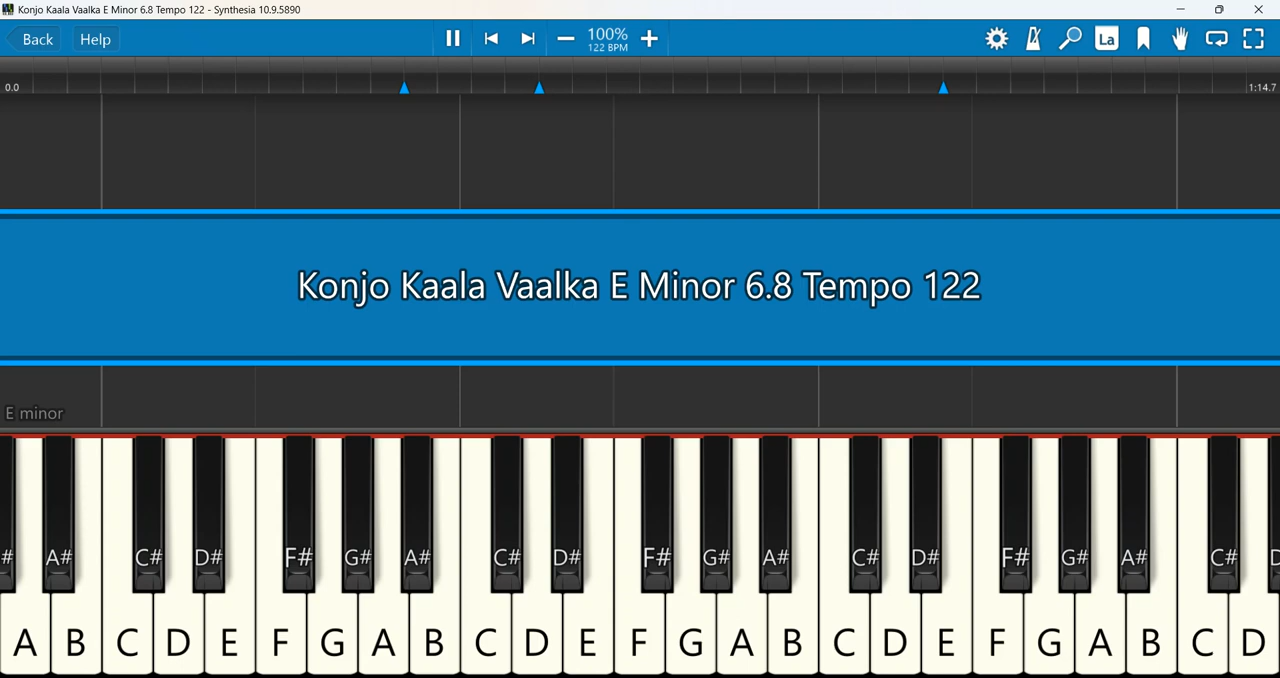 Konjo Kaala Vaalka E Minor 6.8 Tempo 122 - Synthesia 10.9.5890
Back Help 100% La
122 BPM
0.0 1:14.7
Konjo Kaala Vaalka E Minor 6.8 Tempo 122
E minor
# A# C# D# F# G# A# C# D# F# G# A# C# D# F# G# A# C# D
A B C D E F G A B C D E F G A B C D E F G A B C D